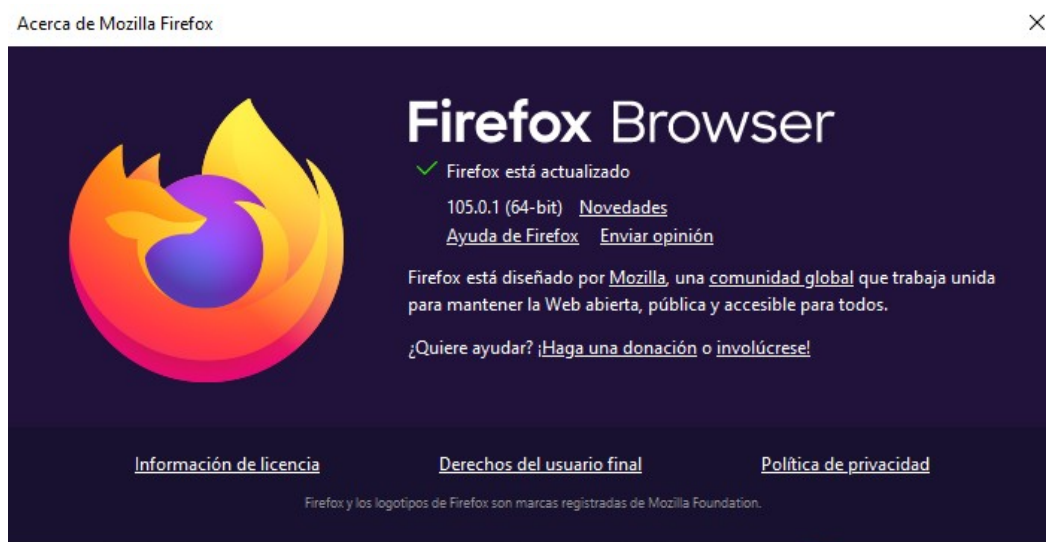 Acerca de Mozilla Firefox
Firefox Browser
Firefox está actualizado
105.0.1 (64-bit) Novedades
Ayuda de Firefox Enviar opinión
Firefox está diseñado por Mozilla, una comunidad global que trabaja unida
para mantener la Web abierta, pública y accesible para todos.
¿Quiere ayudar? ¡Haga una donación o involúcrese!
Información de licencia Derechos del usuario final Política de privacidad
Firefox y los logotipos de Firefox son marcas registradas de Mozilla Foundation.